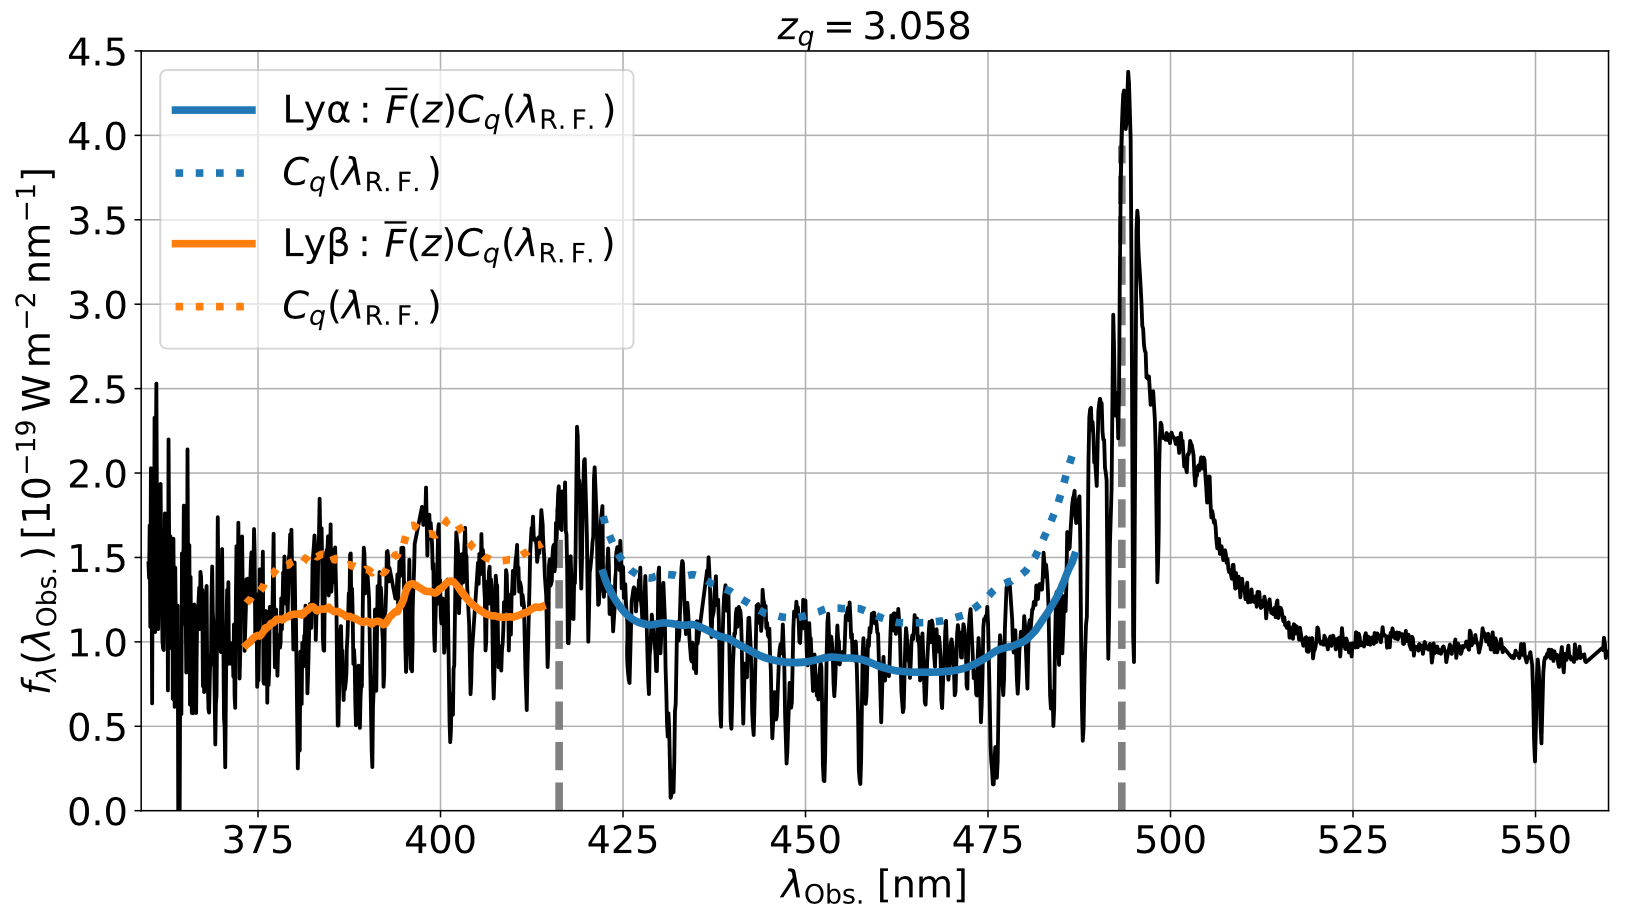 z_q = 3.058
f_λ(λ_Obs.) [10⁻¹⁹ W m⁻² nm⁻¹]
4.5
4.0
3.5
3.0
2.5
2.0
1.5
1.0
0.5
0.0
Lyα : F̅(z)C_q(λ_R.F.)
C_q(λ_R.F.)
Lyβ : F̅(z)C_q(λ_R.F.)
C_q(λ_R.F.)
375 400 425 450 475 500 525 550
λ_Obs. [nm]